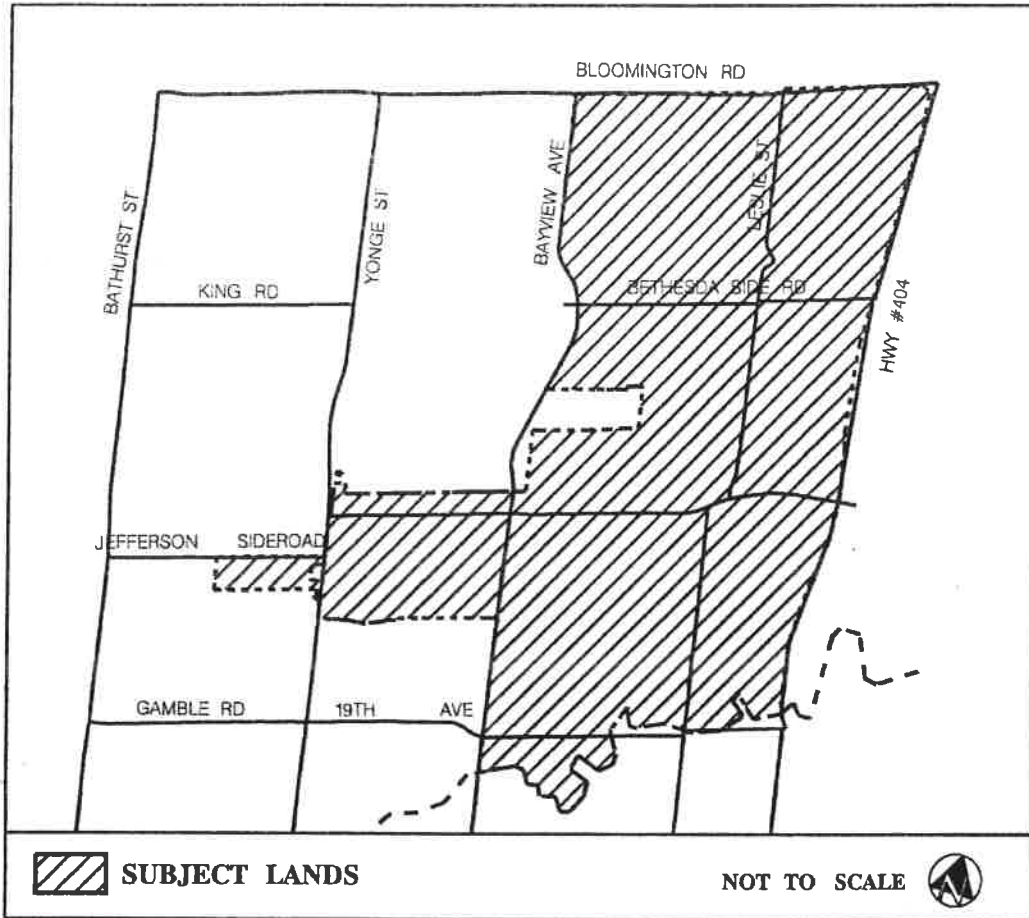 BLOOMINGTON RD
BATHURST ST
YONGE ST
BAYVIEW AVE
LESLIE ST
KING RD
BETHESDA SIDE RD
HWY #404
JEFFERSON SIDEROAD
GAMBLE RD
19TH AVE
SUBJECT LANDS
NOT TO SCALE